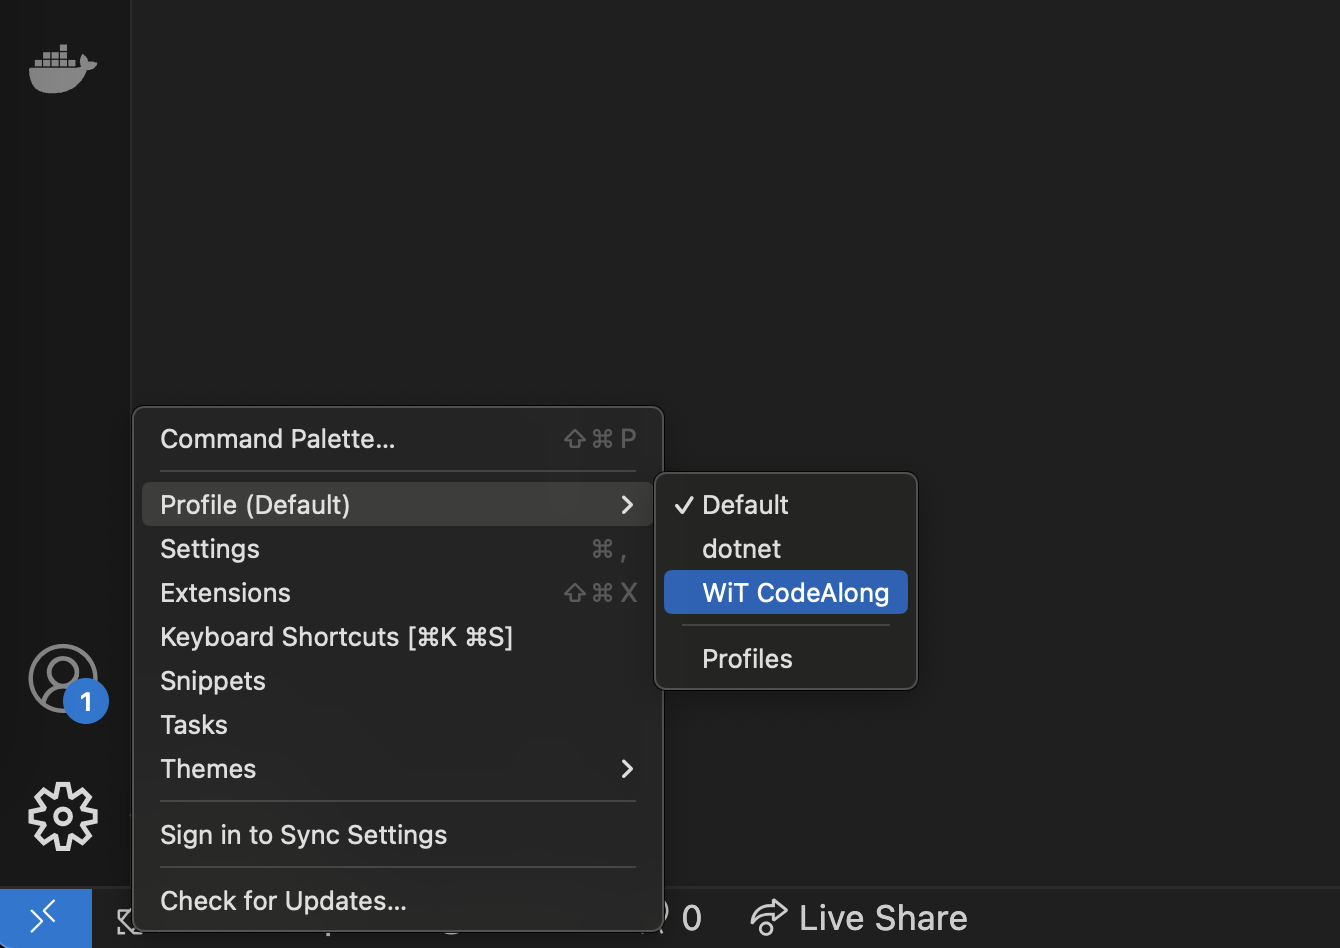 Command Palette... ⇧⌘P
Profile (Default)
Settings ⌘,
Extensions ⇧⌘X
Keyboard Shortcuts [⌘K ⌘S]
Snippets
Tasks
Themes
Sign in to Sync Settings
Check for Updates...
✓ Default
dotnet
WiT CodeAlong
Profiles
1
0
Live Share